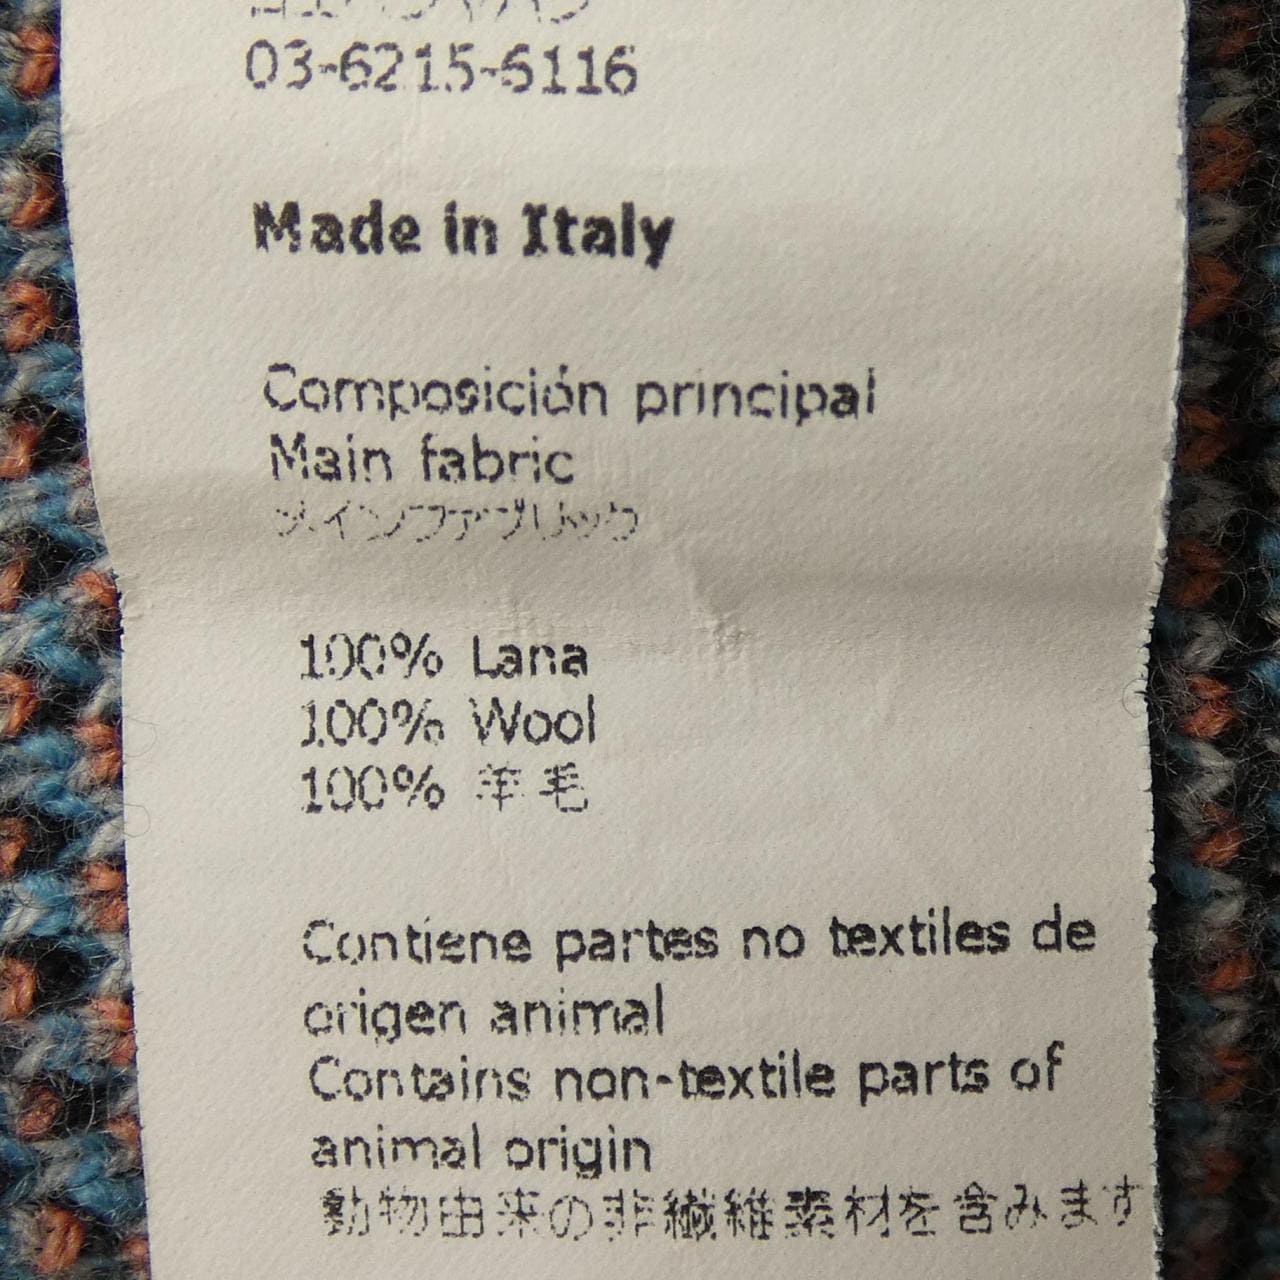 03-6215-6116
Made in Italy
Composición principal
Main fabric
メインファブリック
100% Lana
100% Wool
100% 羊毛
Contiene partes no textiles de
origen animal
Contains non-textile parts of
animal origin
動物由来の非繊維素材を含みます